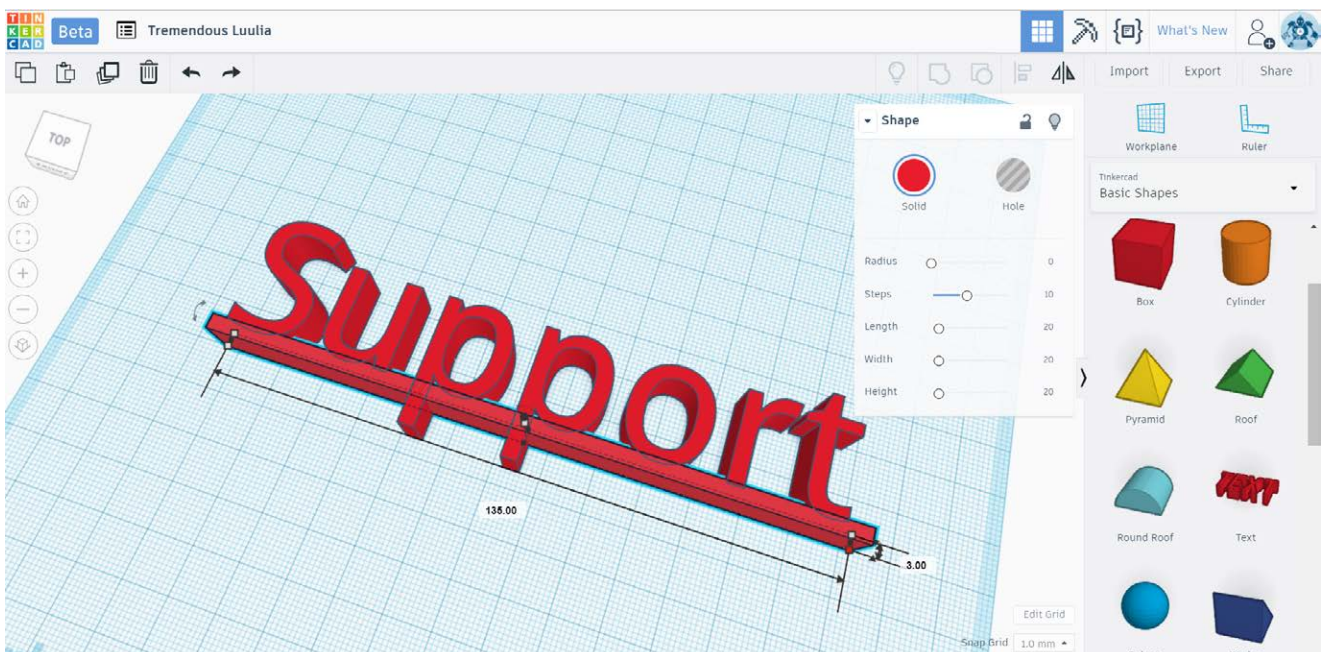 TIN
KER
CAD
Beta
Tremendous Luulia
What's New
Import
Export
Share
TOP
Shape
Solid
Hole
Radius
0
Steps
10
Length
20
Width
20
Height
20
Workplane
Ruler
Tinkercad
Basic Shapes
Box
Cylinder
Pyramid
Roof
Round Roof
Text
TEXT
Support
135.00
3.00
Edit Grid
Snap Grid
1.0 mm